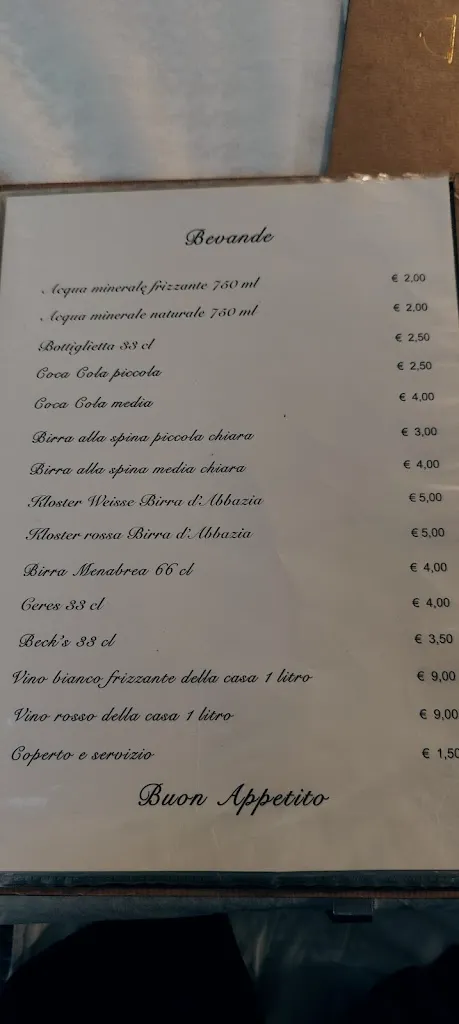 Bevande
Acqua minerale frizzante 750 ml € 2,00
Acqua minerale naturale 750 ml € 2,00
Bottiglietta 33 cl € 2,50
Coca Cola piccola € 2,50
Coca Cola media € 4,00
Birra alla spina piccola chiara € 3,00
Birra alla spina media chiara € 4,00
Kloster Weisse Birra d'Abbazia €5,00
Kloster rossa Birra d'Abbazia €5,00
Birra Menabrea 66 cl € 4,00
Ceres 33 cl € 4,00
Beck's 33 cl € 3,50
Vino bianco frizzante della casa 1 litro € 9,00
Vino rosso della casa 1 litro € 9,00
Coperto e servizio € 1,50
Buon Appetito